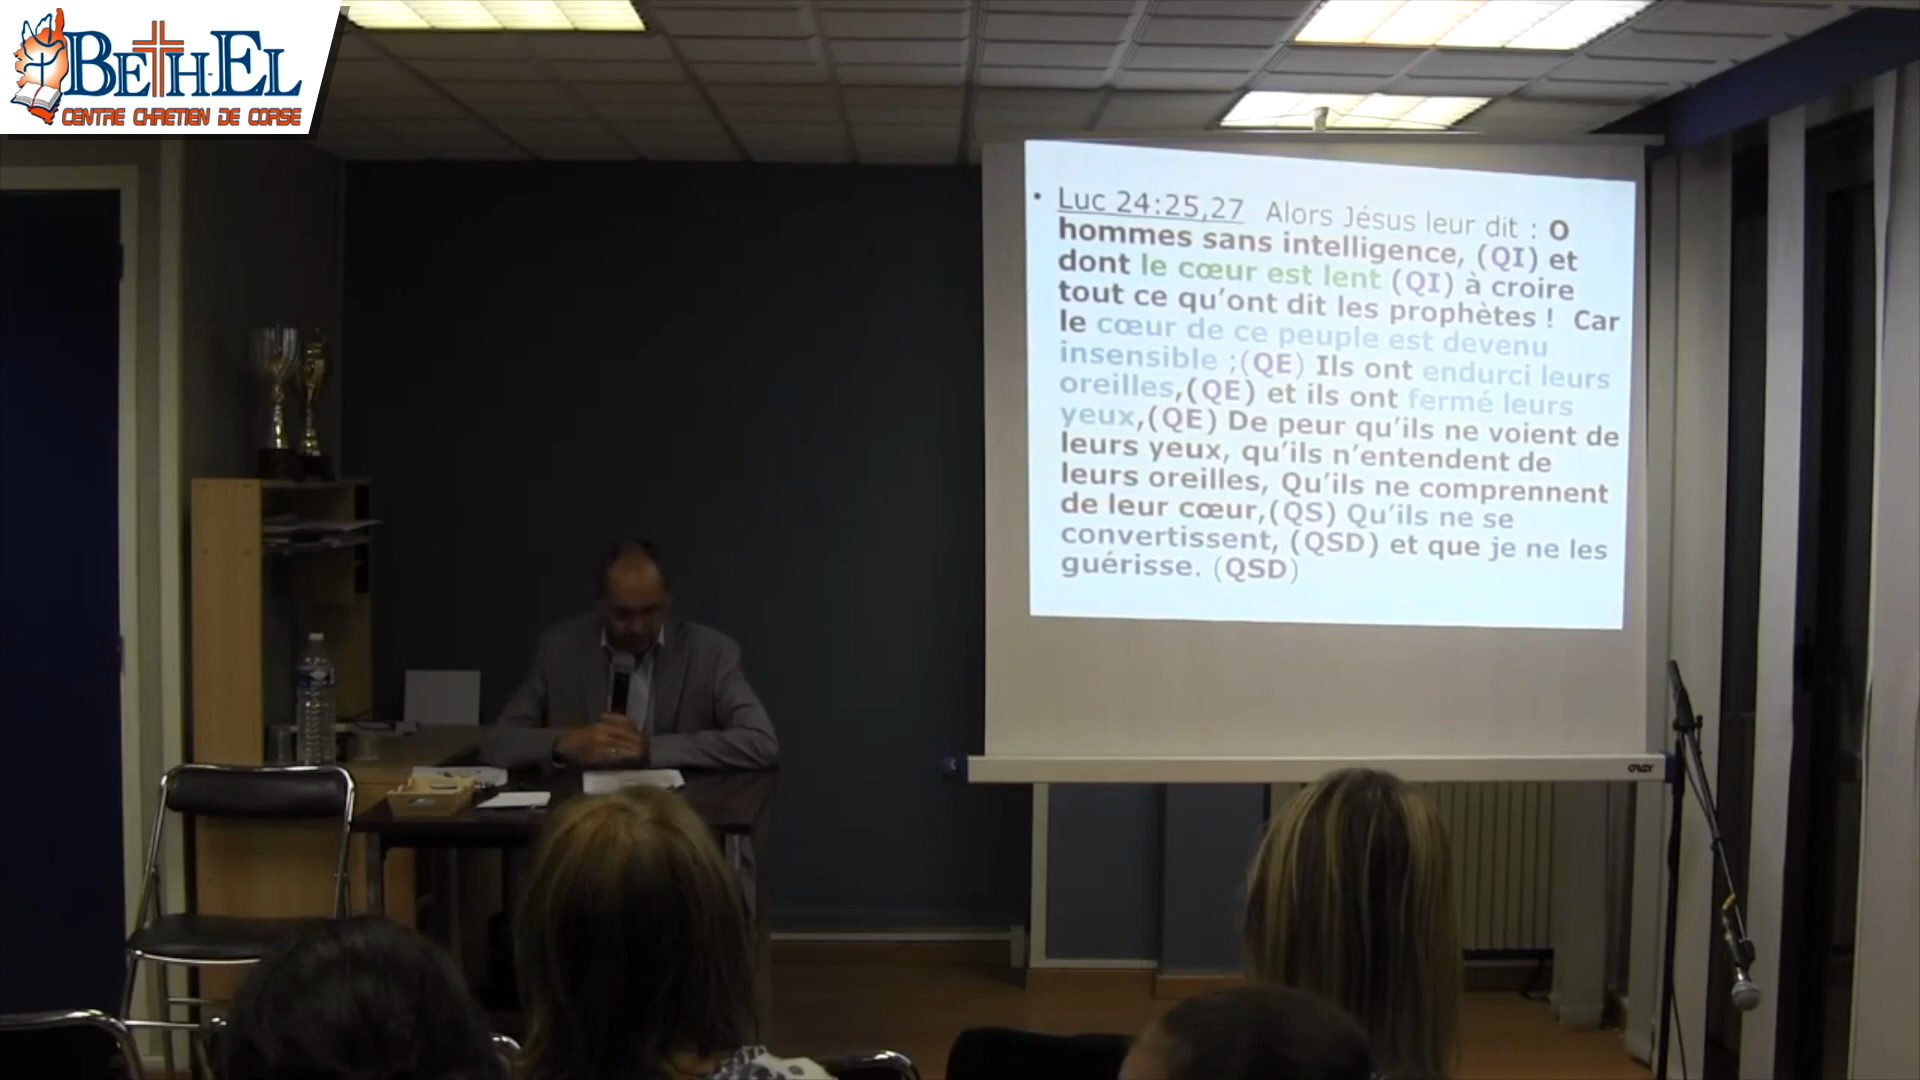 BETH-EL
CENTRE CHRETIEN DE CORSE
• Luc 24:25,27 Alors Jésus leur dit : O
hommes sans intelligence, (QI) et
dont le cœur est lent (QI) à croire
tout ce qu'ont dit les prophètes ! Car
le cœur de ce peuple est devenu
insensible ;(QE) Ils ont endurci leurs
oreilles,(QE) et ils ont fermé leurs
yeux,(QE) De peur qu'ils ne voient de
leurs yeux, qu'ils n'entendent de
leurs oreilles, Qu'ils ne comprennent
de leur cœur,(QS) Qu'ils ne se
convertissent, (QSD) et que je ne les
guérisse. (QSD)
oray